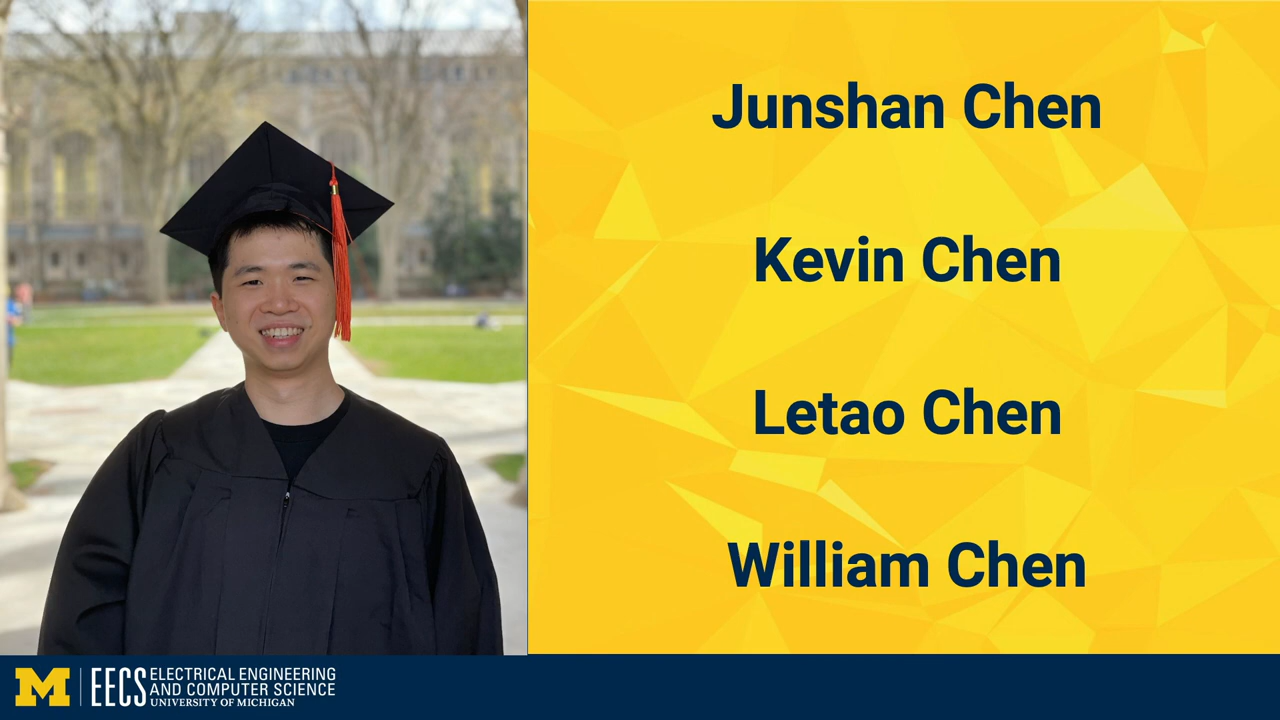 Junshan Chen
Kevin Chen
Letao Chen
William Chen
M
EECS
ELECTRICAL ENGINEERING
AND COMPUTER SCIENCE
UNIVERSITY OF MICHIGAN